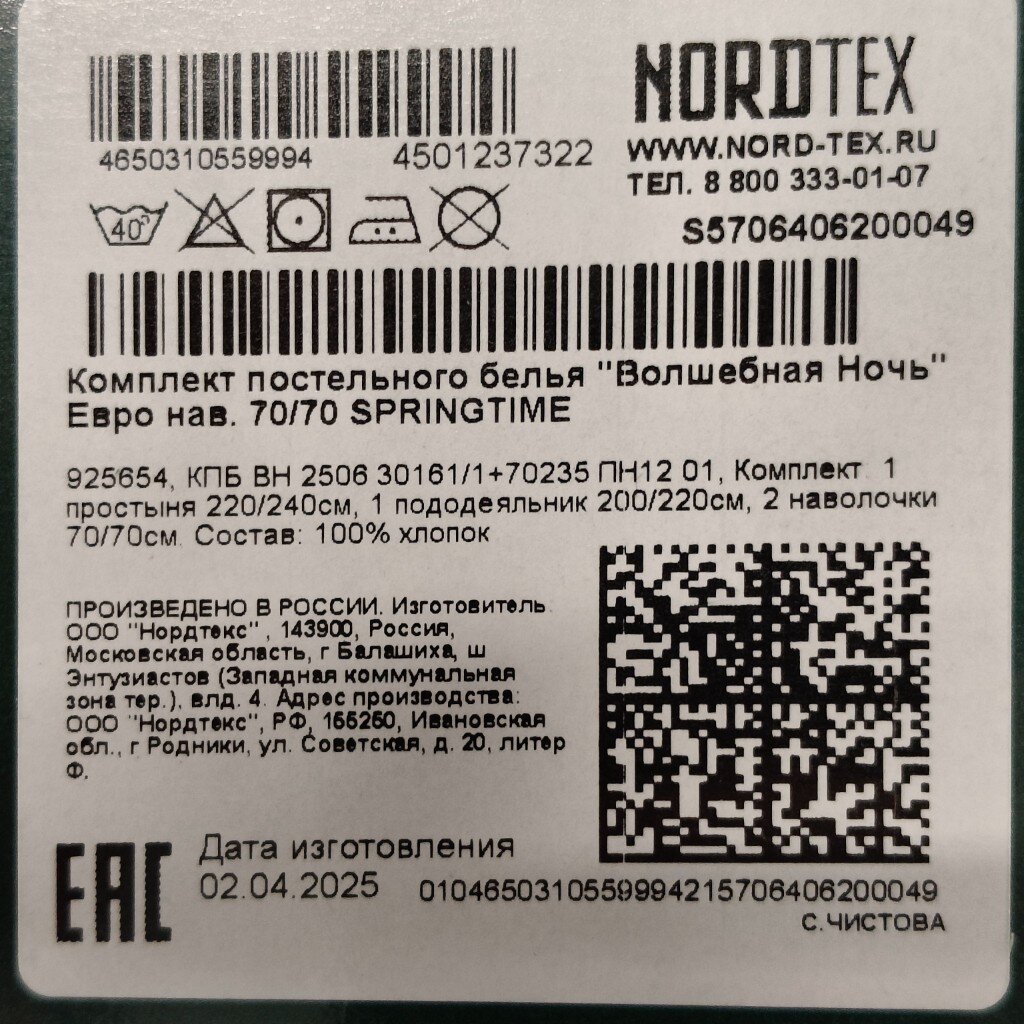 NORDTEX
4650310559994 4501237322
WWW.NORD-TEX.RU
ТЕЛ. 8 800 333-01-07
40°
S5706406200049
Комплект постельного белья "Волшебная Ночь"
Евро нав. 70/70 SPRINGTIME
925654, КПБ ВН 2506 30161/1+70235 ПН12 01, Комплект 1
простыня 220/240см, 1 пододеяльник 200/220см, 2 наволочки
70/70см. Состав: 100% хлопок
ПРОИЗВЕДЕНО В РОССИИ. Изготовитель:
ООО "Нордтекс" , 143900, Россия,
Московская область, г Балашиха, ш
Энтузиастов (Западная коммунальная
зона тер.), влд. 4. Адрес производства:
ООО "Нордтекс", РФ, 155250, Ивановская
обл., г Родники, ул. Советская, д. 20, литер
Ф.
EAC
Дата изготовления
02.04.2025
010465031055999421570640620 0049
С.ЧИСТОВА